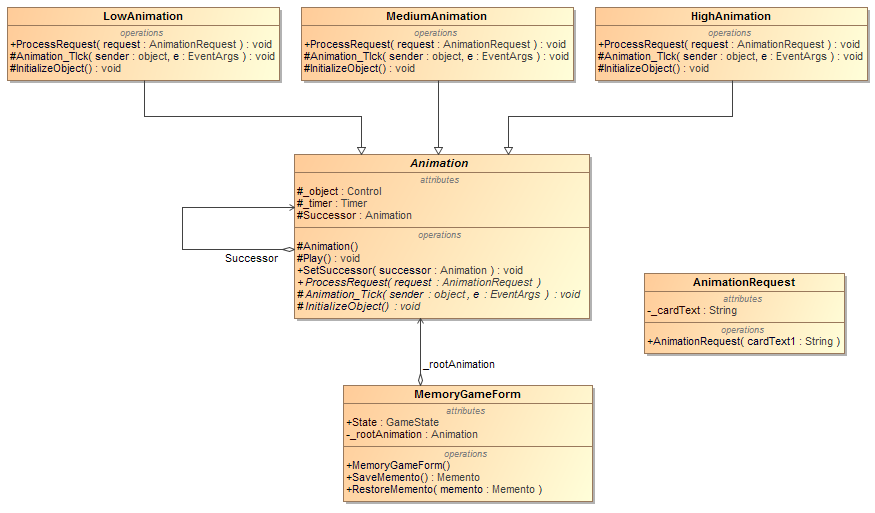 LowAnimation
operations
+ProcessRequest( request : AnimationRequest ) : void
#Animation_TIck( sender : object, e : EventArgs ) : void
#InitializeObject() : void
MediumAnimation
operations
+ProcessRequest( request : AnimationRequest ) : void
#Animation_TIck( sender : object, e : EventArgs ) : void
#InitializeObject() : void
HighAnimation
operations
+ProcessRequest( request : AnimationRequest ) : void
#Animation_TIck( sender : object, e : EventArgs ) : void
#InitializeObject() : void
Animation
attributes
#_object : Control
#_timer : Timer
#Successor : Animation
operations
#Animation()
#Play() : void
+SetSuccessor( successor : Animation ) : void
+ProcessRequest( request : AnimationRequest )
#Animation_Tick( sender : object, e : EventArgs ) : void
#InitializeObject() : void
Successor
AnimationRequest
attributes
-_cardText : String
operations
+AnimationRequest( cardText1 : String )
_rootAnimation
MemoryGameForm
attributes
+State : GameState
-_rootAnimation : Animation
operations
+MemoryGameForm()
+SaveMemento() : Memento
+RestoreMemento( memento : Memento )